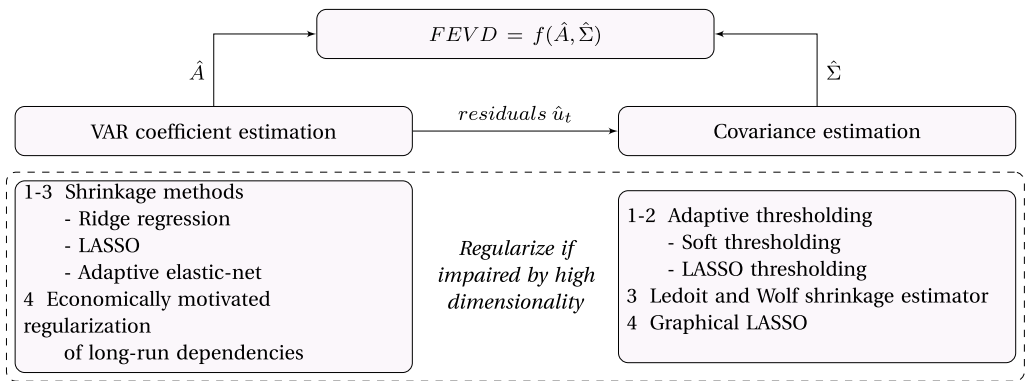 FEVD = f(Â, Σ̂)
Â
Σ̂
VAR coefficient estimation
residuals û_t
Covariance estimation
1-3 Shrinkage methods
- Ridge regression
- LASSO
- Adaptive elastic-net
4 Economically motivated
regularization
of long-run dependencies
Regularize if
impaired by high
dimensionality
1-2 Adaptive thresholding
- Soft thresholding
- LASSO thresholding
3 Ledoit and Wolf shrinkage estimator
4 Graphical LASSO